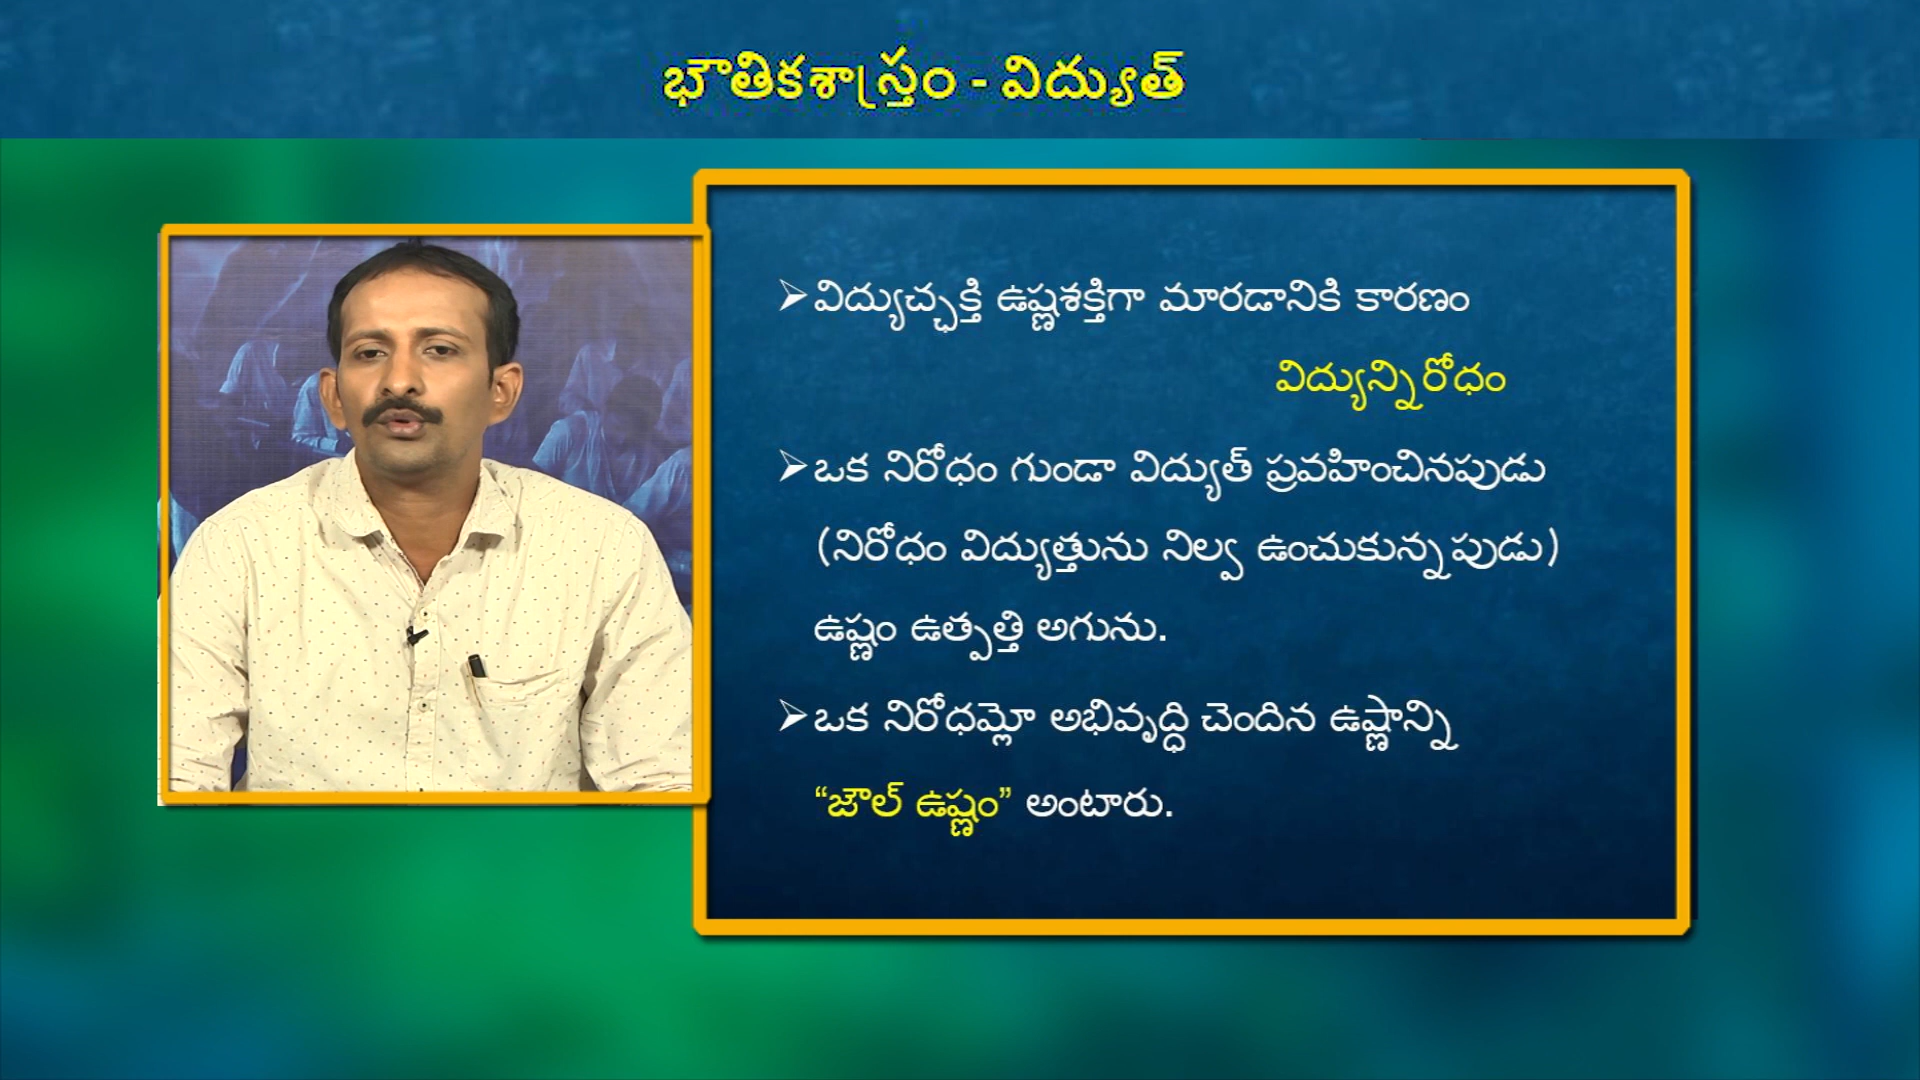 భౌతికశాస్త్రం - విద్యుత్
➢విద్యుచ్ఛక్తి ఉష్ణశక్తిగా మారడానికి కారణం
విద్యున్నిరోధం
➢ఒక నిరోధం గుండా విద్యుత్ ప్రవహించినపుడు
(నిరోధం విద్యుత్తును నిల్వ ఉంచుకున్నపుడు)
ఉష్ణం ఉత్పత్తి అగును.
➢ఒక నిరోధమ్లో అభివృద్ధి చెందిన ఉష్ణాన్ని
“జౌల్ ఉష్ణం” అంటారు.